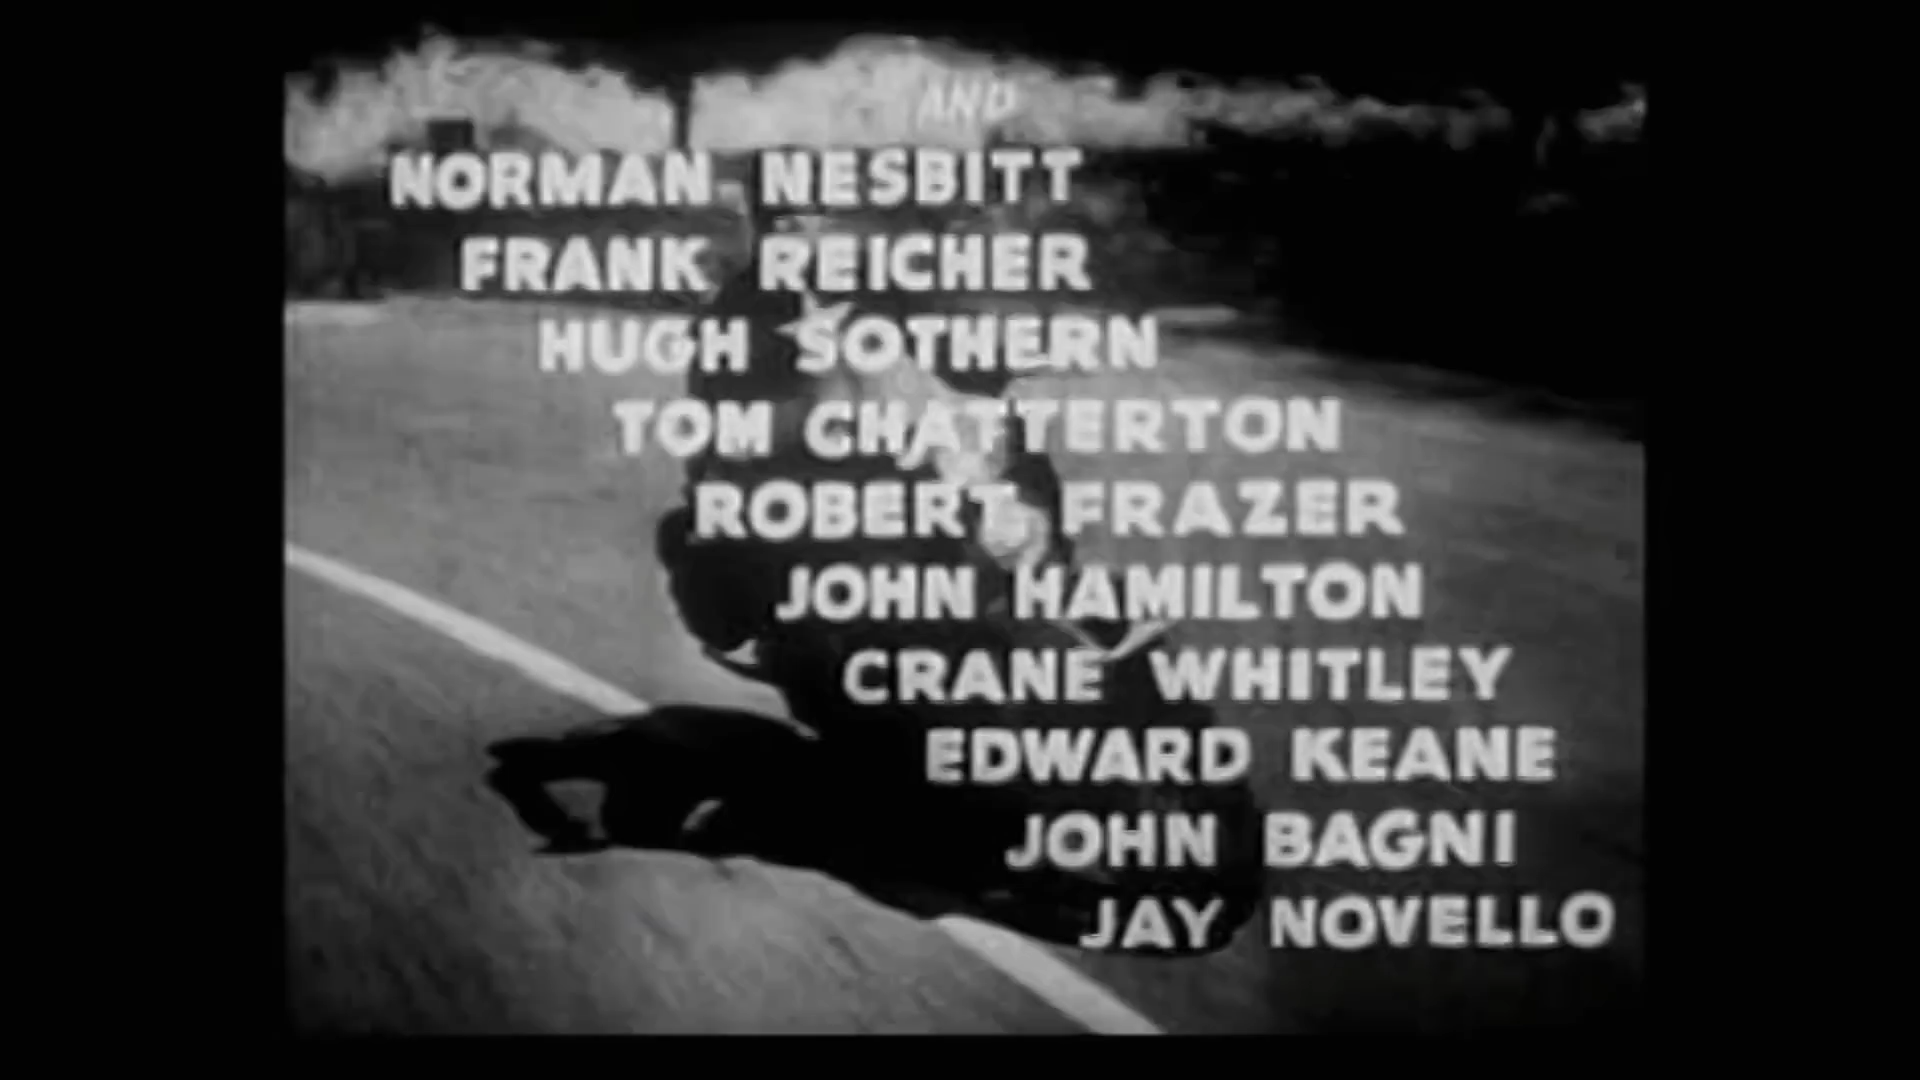 AND
NORMAN NESBITT
FRANK REICHER
HUGH SOTHERN
TOM CHATTERTON
ROBERT FRAZER
JOHN HAMILTON
CRANE WHITLEY
EDWARD KEANE
JOHN BAGNI
JAY NOVELLO